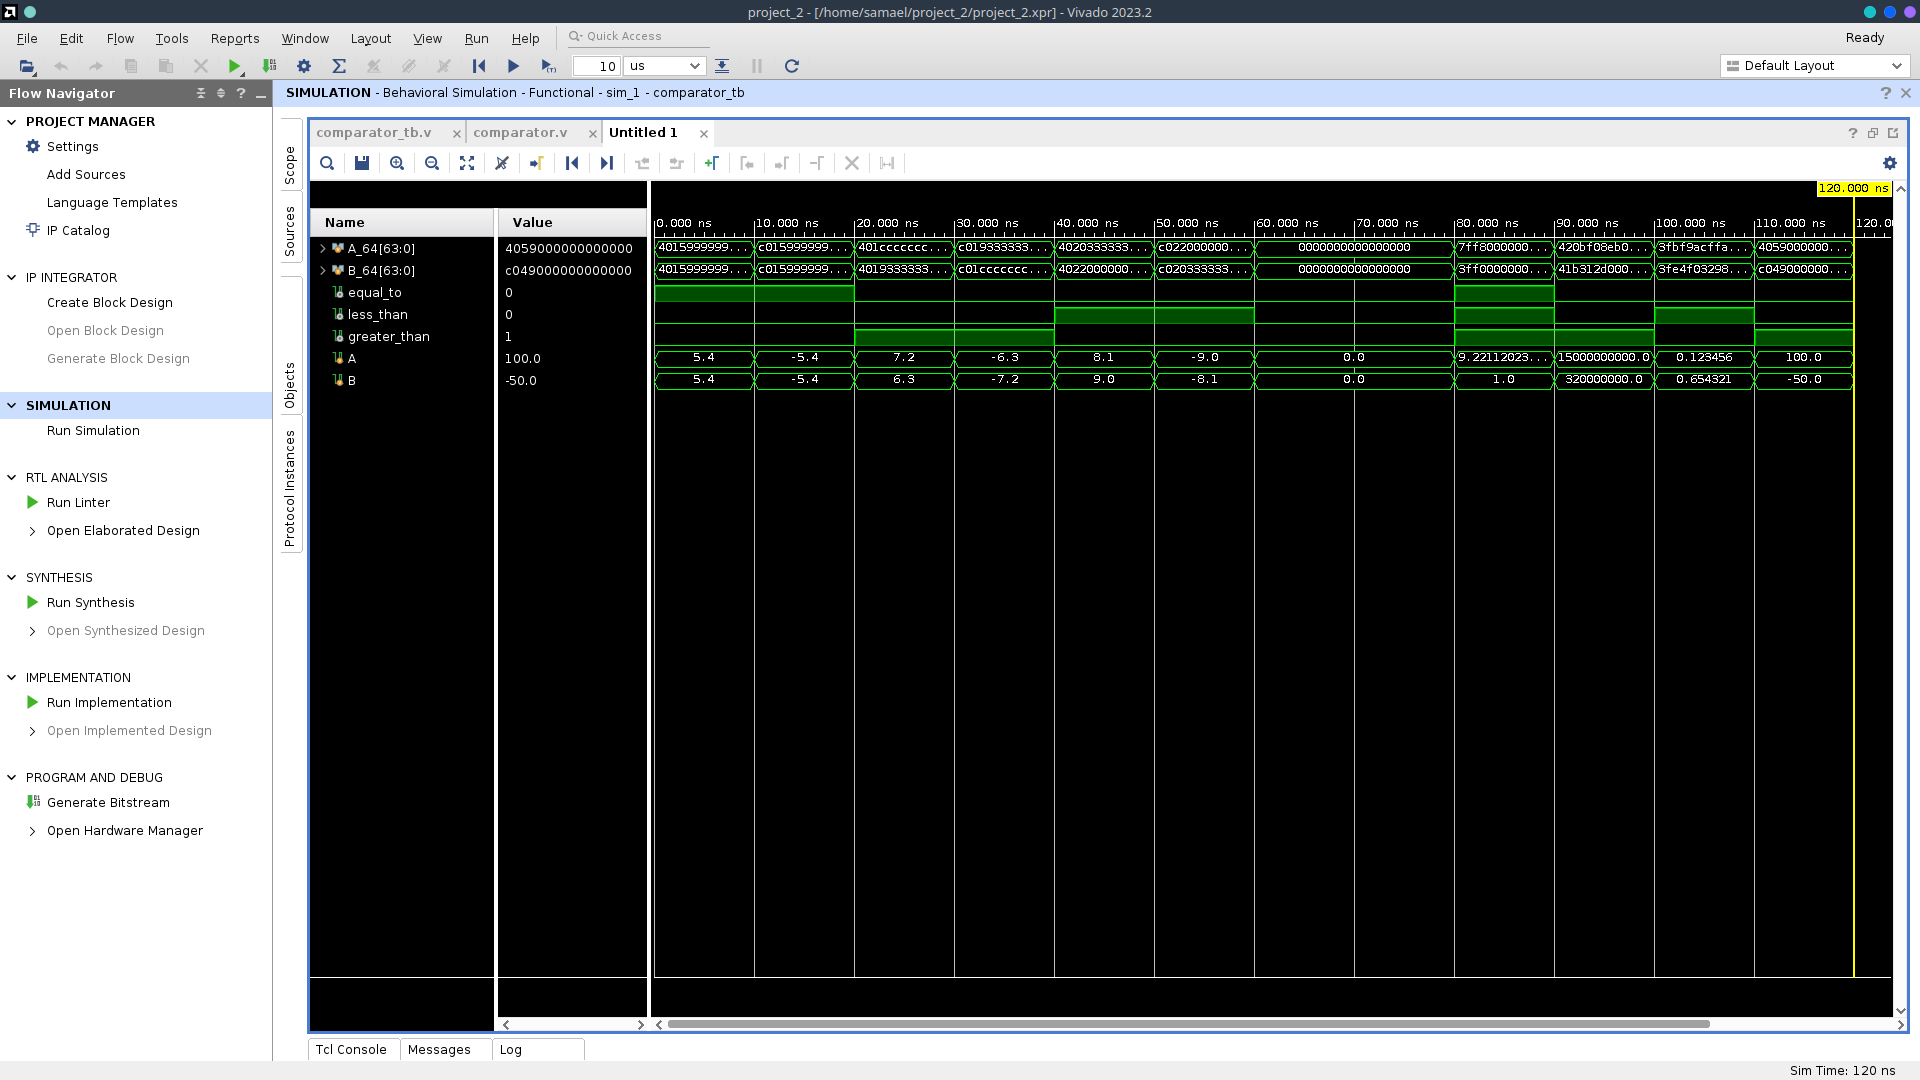 project_2 - [/home/samael/project_2/project_2.xpr] - Vivado 2023.2
File Edit Flow Tools Reports Window Layout View Run Help Quick Access Ready
10 us Default Layout
Flow Navigator
SIMULATION - Behavioral Simulation - Functional - sim_1 - comparator_tb
PROJECT MANAGER
Settings
Add Sources
Language Templates
IP Catalog
IP INTEGRATOR
Create Block Design
Open Block Design
Generate Block Design
SIMULATION
Run Simulation
RTL ANALYSIS
Run Linter
Open Elaborated Design
SYNTHESIS
Run Synthesis
Open Synthesized Design
IMPLEMENTATION
Run Implementation
Open Implemented Design
PROGRAM AND DEBUG
Generate Bitstream
Open Hardware Manager
Scope
Sources
Objects
Protocol Instances
comparator_tb.v comparator.v Untitled 1
120.000 ns
Name Value 0.000 ns 10.000 ns 20.000 ns 30.000 ns 40.000 ns 50.000 ns 60.000 ns 70.000 ns 80.000 ns 90.000 ns 100.000 ns 110.000 ns 120.0
A_64[63:0] 4059000000000000 4015999999... c015999999... 401ccccccc... c019333333... 4020333333... c022000000... 0000000000000000 7ff8000000... 420bf08eb0... 3fbf9acffa... 4059000000...
B_64[63:0] c049000000000000 4015999999... c015999999... 4019333333... c01ccccccc... 4022000000... c020333333... 0000000000000000 3ff0000000... 41b312d000... 3fe4f03298... c049000000...
equal_to 0
less_than 0
greater_than 1
A 100.0 5.4 -5.4 7.2 -6.3 8.1 -9.0 0.0 9.22112023... 15000000000.0 0.123456 100.0
B -50.0 5.4 -5.4 6.3 -7.2 9.0 -8.1 0.0 1.0 320000000.0 0.654321 -50.0
Tcl Console Messages Log
Sim Time: 120 ns